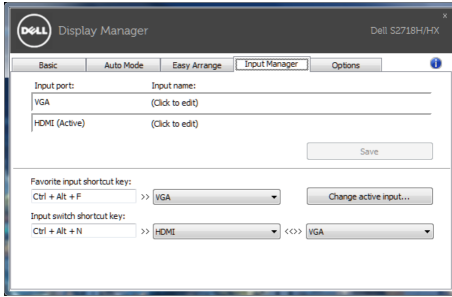 DELL Display Manager
Dell S2718H/HX
x
Basic Auto Mode Easy Arrange Input Manager Options i
Input port: Input name:
VGA (Click to edit)
HDMI (Active) (Click to edit)
Save
Favorite input shortcut key:
Ctrl + Alt + F >> VGA Change active input...
Input switch shortcut key:
Ctrl + Alt + N >> HDMI <<>> VGA